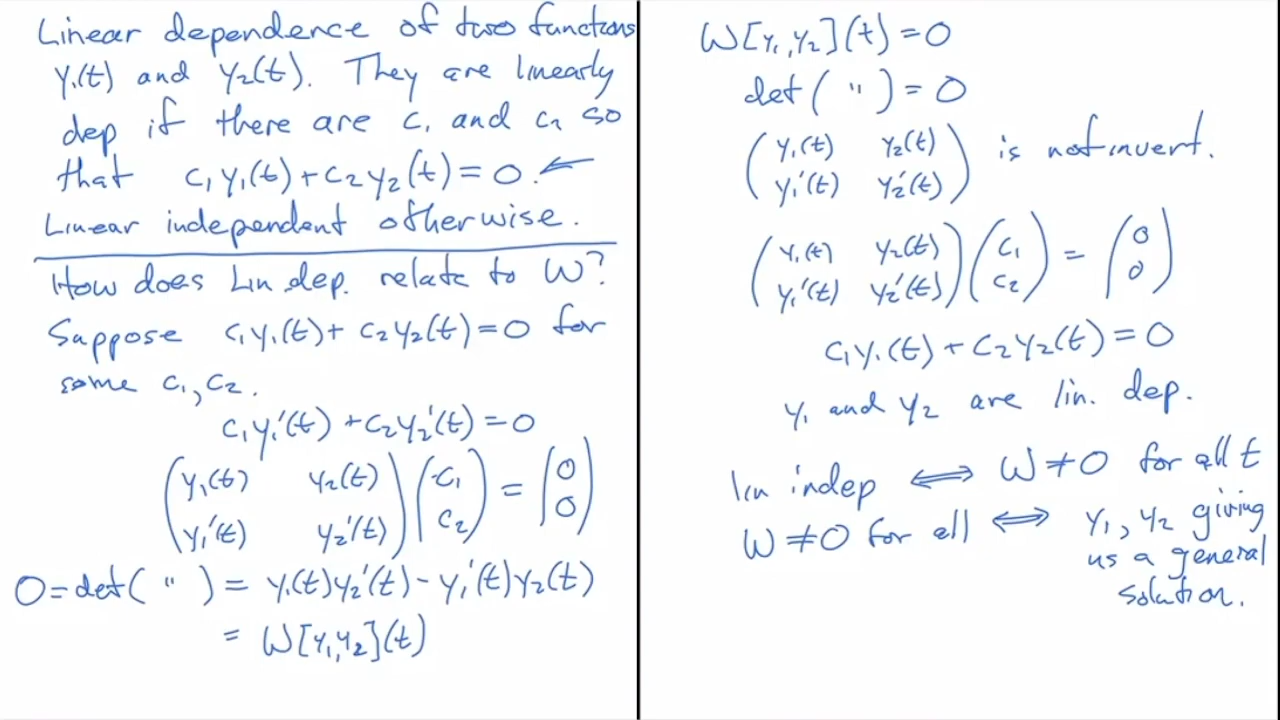 Linear dependence of two functions
y₁(t) and y₂(t). They are linearly
dep if there are c₁ and c₂ so
that c₁y₁(t)+c₂y₂(t)=0. ←
Linear independent otherwise.
How does Lin dep. relate to W?
Suppose c₁y₁(t)+ c₂y₂(t)=0 for
some c₁, c₂.
c₁y₁'(t)+c₂y₂'(t)=0
( y₁(t) y₂(t) ) ( c₁ ) = ( 0 )
( y₁'(t) y₂'(t) ) ( c₂ ) ( 0 )
0=det( " ) = y₁(t)y₂'(t)-y₁'(t)y₂(t)
= W[y₁,y₂](t)
W[y₁,y₂](t)=0
det( " )=0
( y₁(t) y₂(t) ) is not invert.
( y₁'(t) y₂'(t) )
( y₁(t) y₂(t) ) ( c₁ ) = ( 0 )
( y₁'(t) y₂'(t) ) ( c₂ ) ( 0 )
c₁y₁(t)+c₂y₂(t)=0
y₁ and y₂ are lin. dep.
lin indep ⟺ W≠0 for all t
W≠0 for all ⟺ y₁, y₂ giving
us a general
solution.